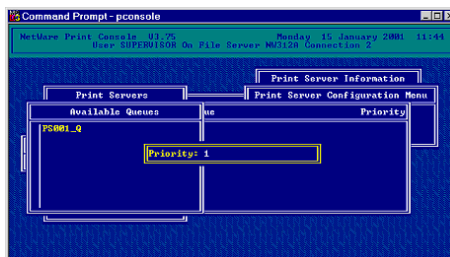 Command Prompt - pconsole
NetWare Print Console V3.75 Monday 15 January 2001 11:44
User SUPERVISOR On File Server NW312A Connection 2
Print Server Information
Print Servers Print Server Configuration Menu
Available Queues ue Priority
PS001_Q
Priority: 1